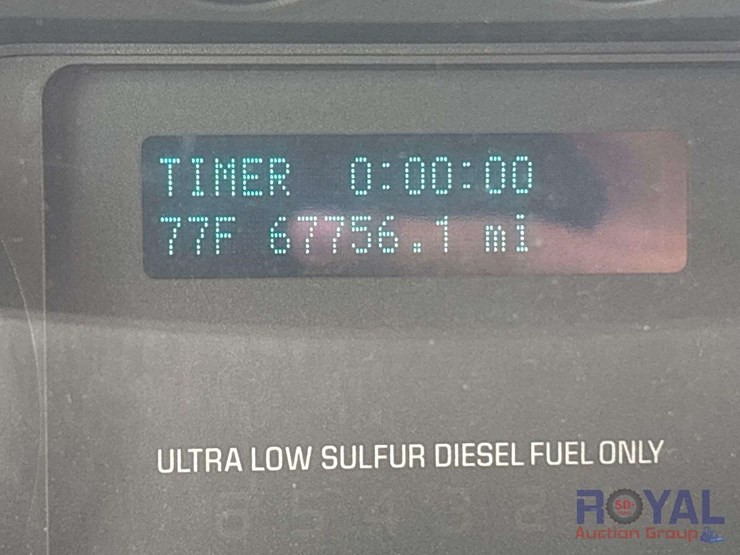 TIMER 0:00:00
77F 67756.1 mi
ULTRA LOW SULFUR DIESEL FUEL ONLY
ROYAL
Auction Group